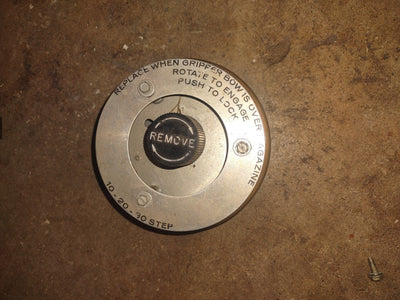 REPLACE WHEN GRIPPER BOW IS OVER MAGAZINE
ROTATE TO ENGAGE
PUSH TO LOCK
REMOVE
10-20-30 STEP